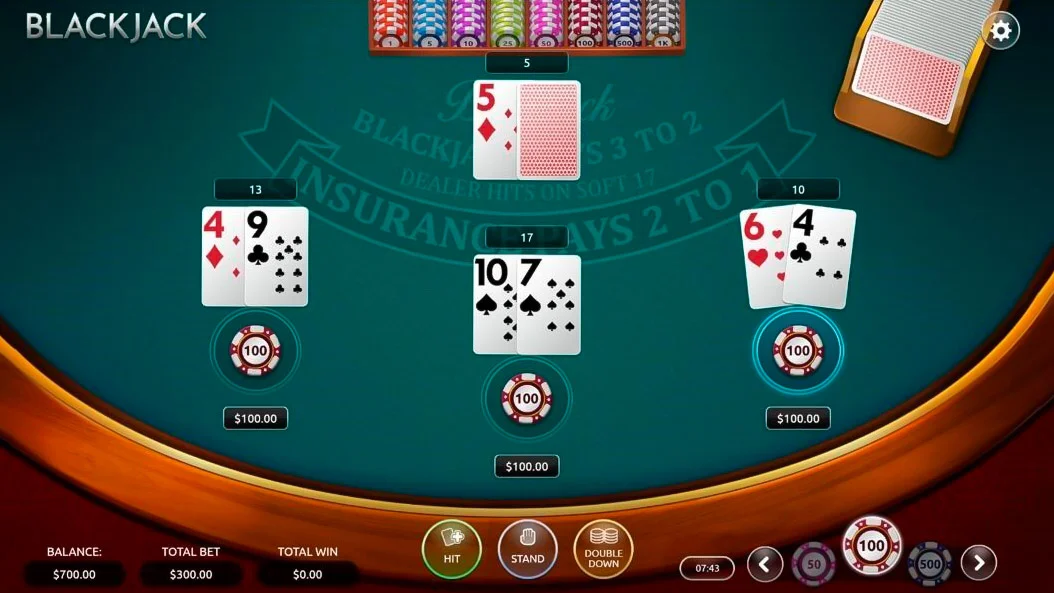 BLACKJACK
1 5 10 25 50 100 500 1K
5
5
BLACKJA S 3 TO 2
DEALER HITS ON SOFT 17
INSURANC AYS 2 TO 1
13
4 9
17
10 7
10
6 4
100
$100.00
100
$100.00
100
$100.00
BALANCE:
$700.00
TOTAL BET
$300.00
TOTAL WIN
$0.00
HIT
STAND
DOUBLE
DOWN
07:43
50 100 500